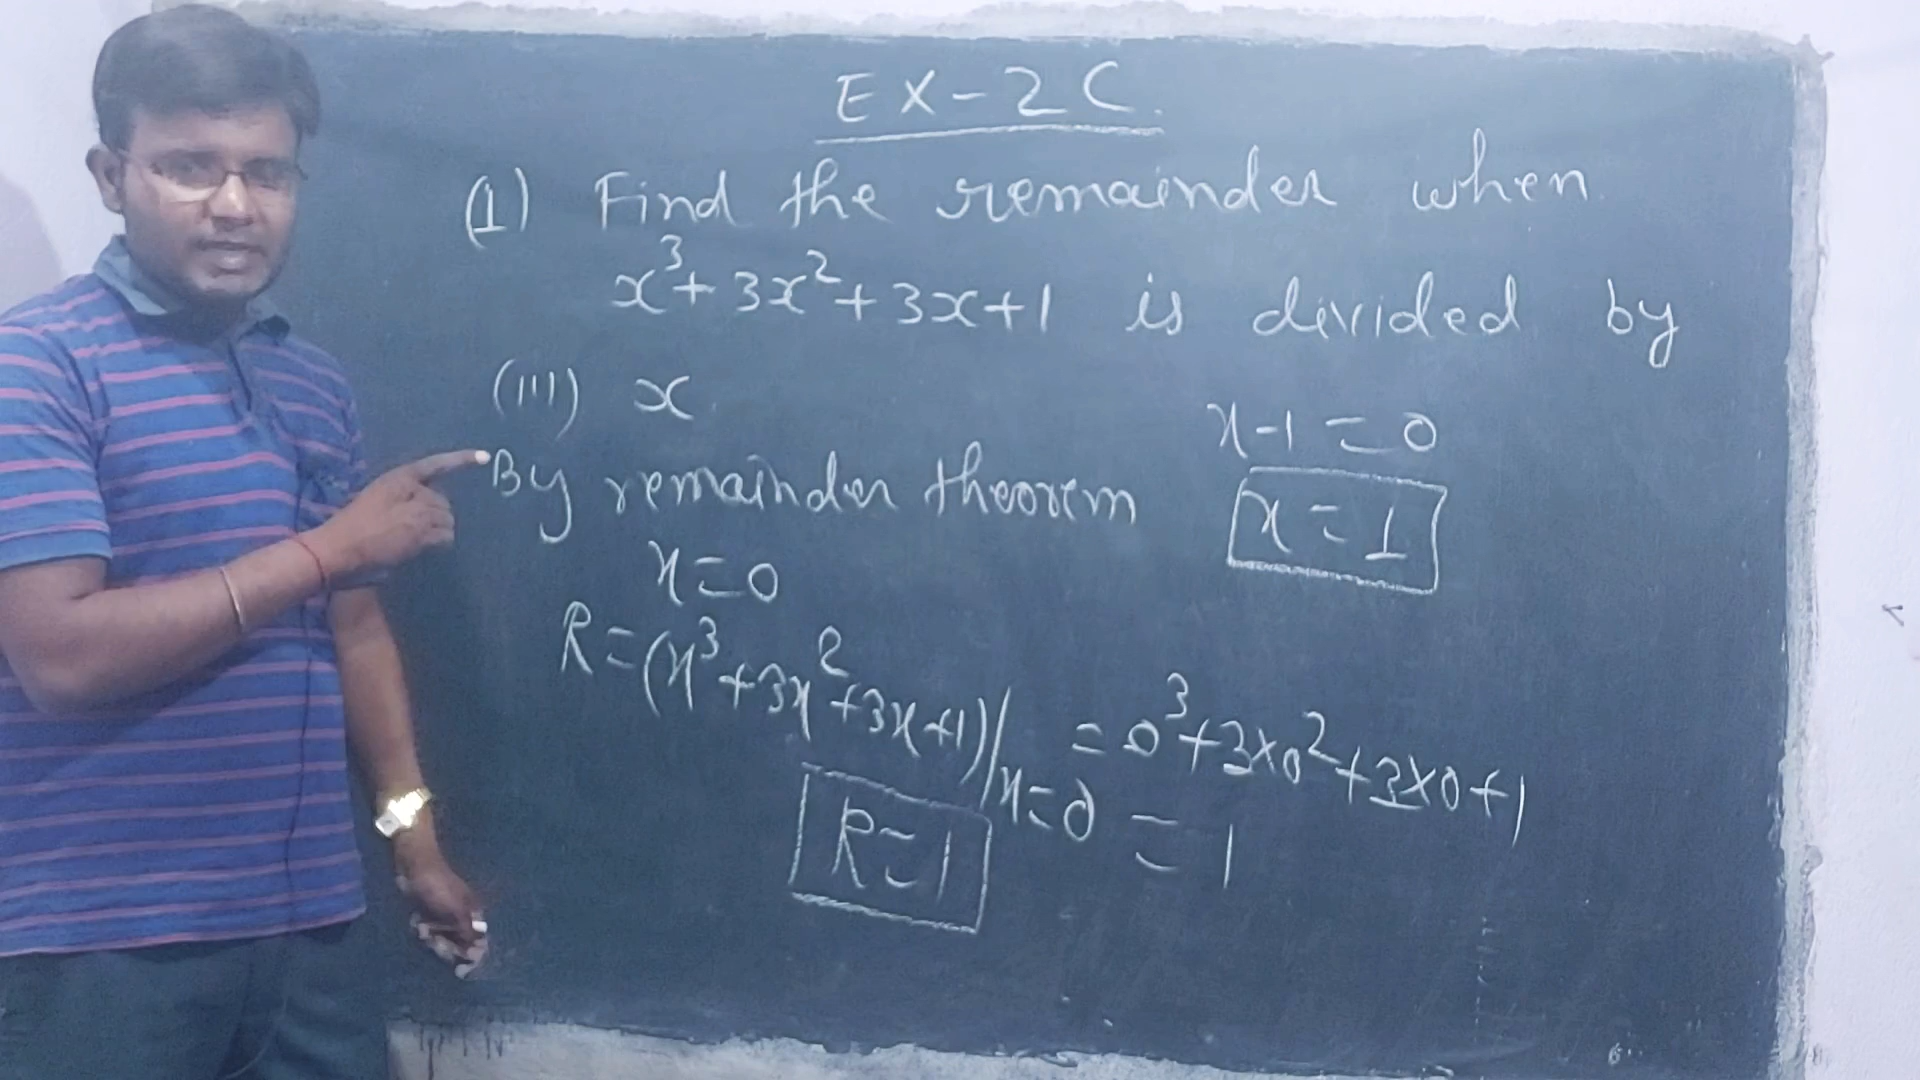 EX-2C.
(1) Find the remainder when
x³+3x²+3x+1 is divided by
(III) x
x-1=0
By remainder theorem
x=1
x=0
R=(x³+3x²+3x+1)/x=0 =0³+3×0²+3×0+1
=1
R=1